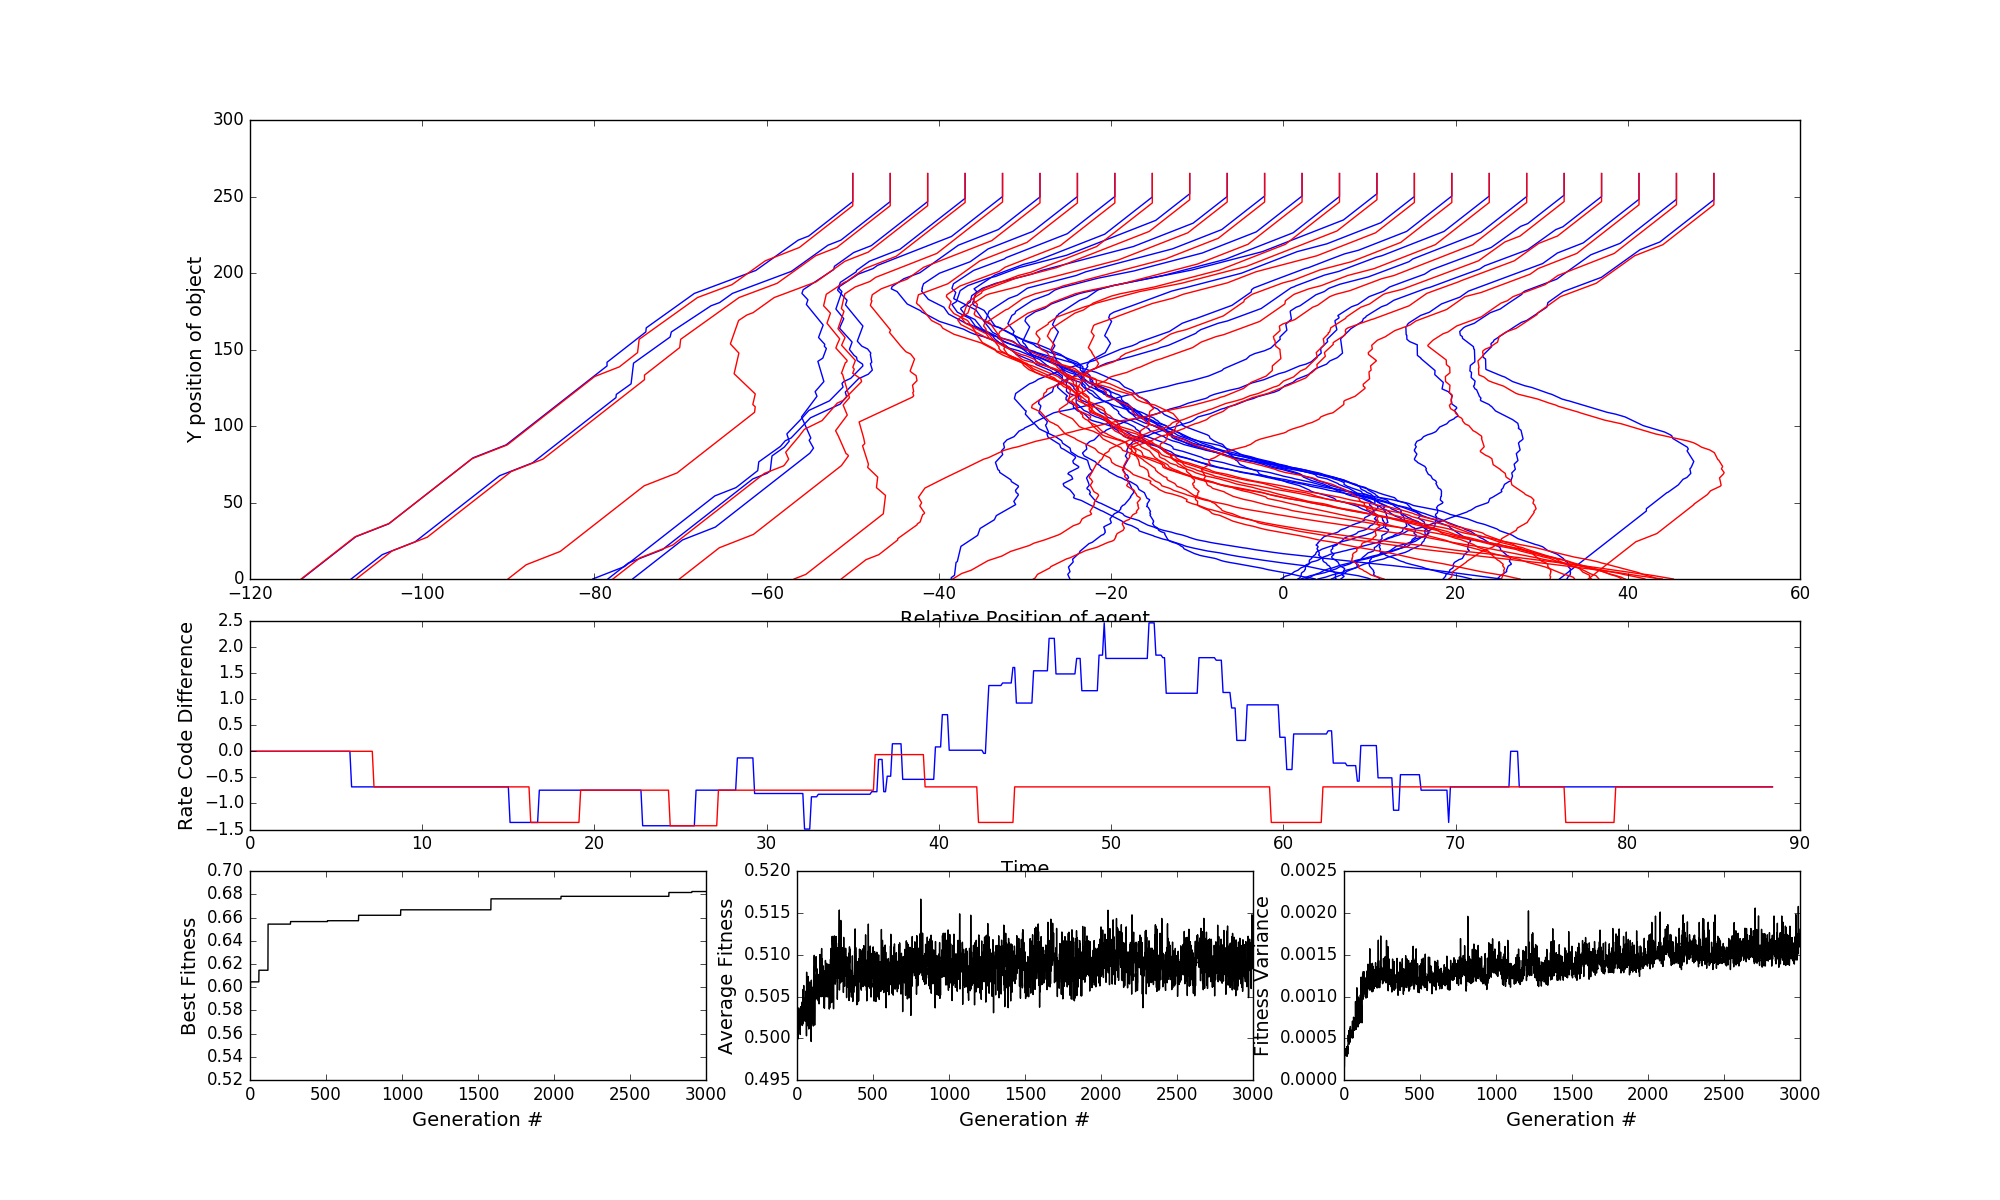 300
250
200
150
100
50
0
Y position of object
−120 −100 −80 −60 −40 −20 0 20 40 60
Relative Position of agent
2.5
2.0
1.5
1.0
0.5
0.0
−0.5
−1.0
−1.5
Rate Code Difference
0 10 20 30 40 50 60 70 80 90
Time
0.70
0.68
0.66
0.64
0.62
0.60
0.58
0.56
0.54
0.52
Best Fitness
0 500 1000 1500 2000 2500 3000
Generation #
0.520
0.515
0.510
0.505
0.500
0.495
Average Fitness
0 500 1000 1500 2000 2500 3000
Generation #
0.0025
0.0020
0.0015
0.0010
0.0005
0.0000
Fitness Variance
0 500 1000 1500 2000 2500 3000
Generation #